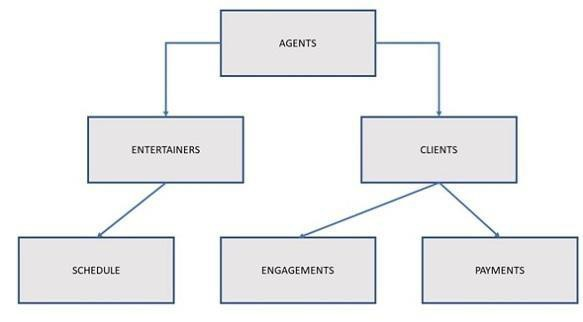 AGENTS
ENTERTAINERS
CLIENTS
SCHEDULE
ENGAGEMENTS
PAYMENTS